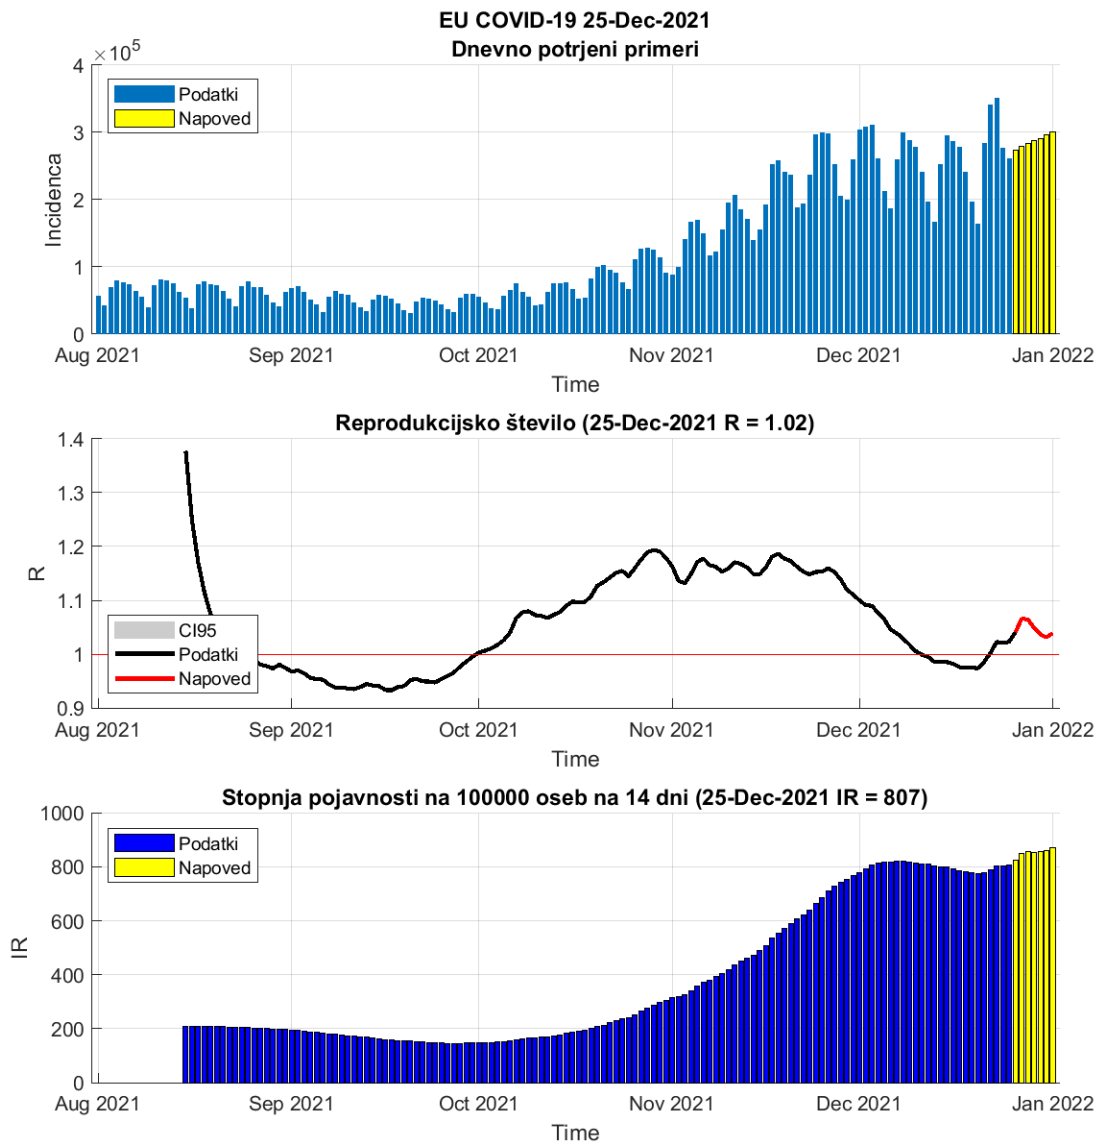 EU COVID-19 25-Dec-2021
Dnevno potrjeni primeri
×10^5
4
3
2
1
0
Incidenca
Podatki
Napoved
Aug 2021 Sep 2021 Oct 2021 Nov 2021 Dec 2021 Jan 2022
Time
Reprodukcijsko število (25-Dec-2021 R = 1.02)
1.4
1.3
1.2
1.1
1
0.9
R
CI95
Podatki
Napoved
Aug 2021 Sep 2021 Oct 2021 Nov 2021 Dec 2021 Jan 2022
Time
Stopnja pojavnosti na 100000 oseb na 14 dni (25-Dec-2021 IR = 807)
1000
800
600
400
200
0
IR
Podatki
Napoved
Aug 2021 Sep 2021 Oct 2021 Nov 2021 Dec 2021 Jan 2022
Time